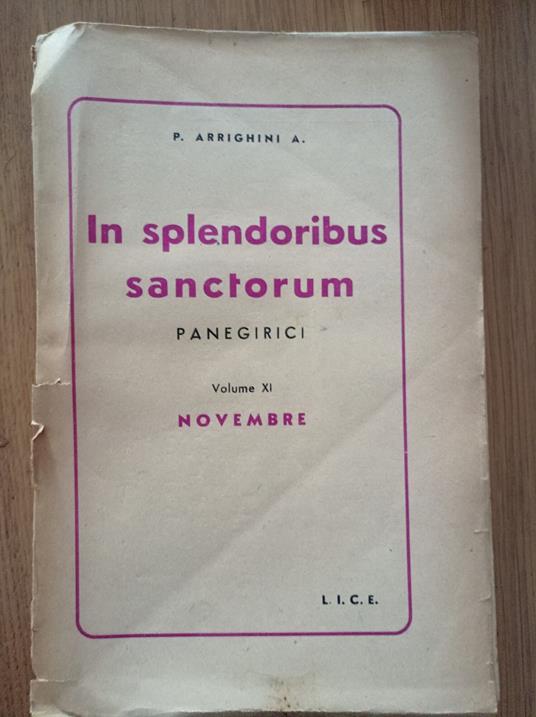 P. ARRIGHINI A.
In splendoribus
sanctorum
PANEGIRICI
Volume XI
NOVEMBRE
L. I. C. E.